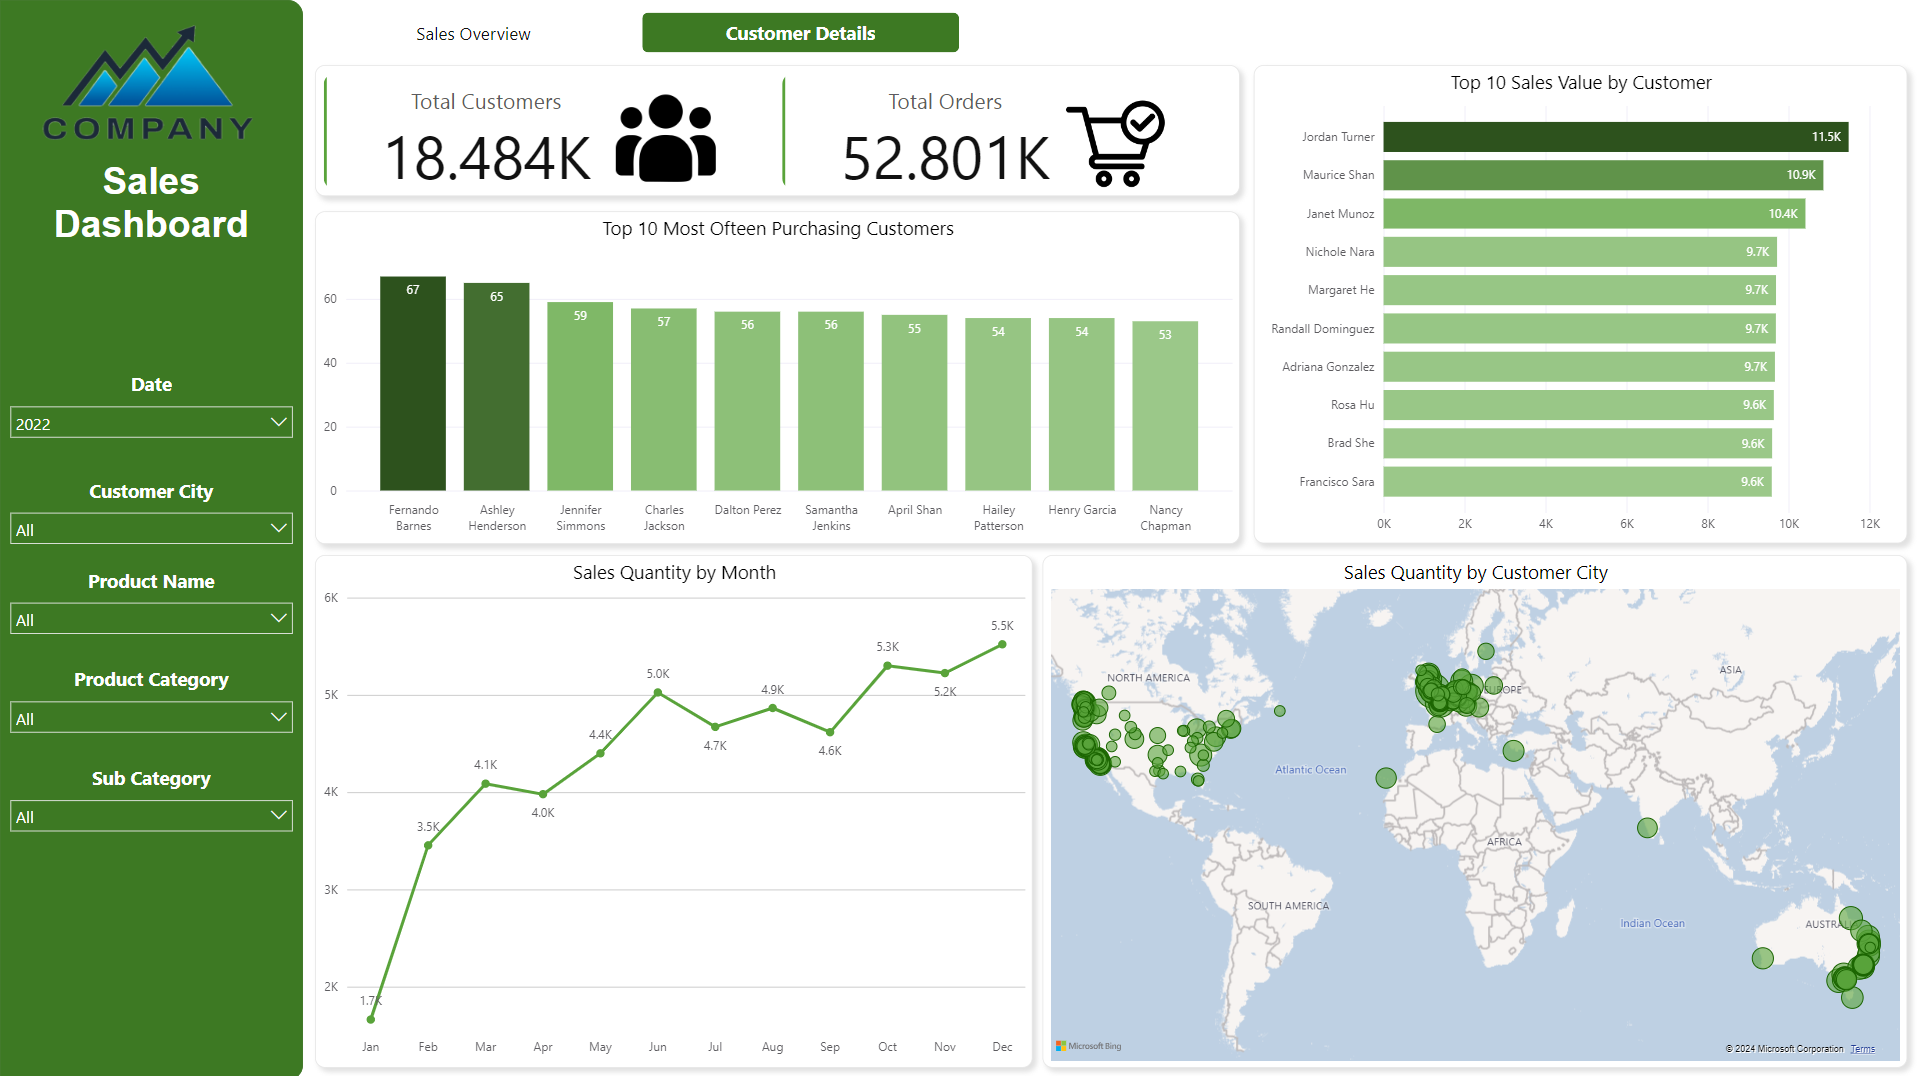 COMPANY
Sales
Dashboard
Date
2022
Customer City
All
Product Name
All
Product Category
All
Sub Category
All
Sales Overview
Customer Details
Total Customers
18.484K
Total Orders
52.801K
Top 10 Most Ofteen Purchasing Customers
60
40
20
0
67
65
59
57
56
56
55
54
54
53
Fernando
Barnes
Ashley
Henderson
Jennifer
Simmons
Charles
Jackson
Dalton Perez
Samantha
Jenkins
April Shan
Hailey
Patterson
Henry Garcia
Nancy
Chapman
Top 10 Sales Value by Customer
Jordan Turner 11.5K
Maurice Shan 10.9K
Janet Munoz 10.4K
Nichole Nara 9.7K
Margaret He 9.7K
Randall Dominguez 9.7K
Adriana Gonzalez 9.7K
Rosa Hu 9.6K
Brad She 9.6K
Francisco Sara 9.6K
0K 2K 4K 6K 8K 10K 12K
Sales Quantity by Month
6K
5K
4K
3K
2K
1.7K
3.5K
4.1K
4.0K
4.4K
5.0K
4.7K
4.9K
4.6K
5.3K
5.2K
5.5K
Jan Feb Mar Apr May Jun Jul Aug Sep Oct Nov Dec
Sales Quantity by Customer City
NORTH AMERICA
EUROPE
ASIA
Atlantic Ocean
AFRICA
SOUTH AMERICA
Indian Ocean
AUSTRA
Microsoft Bing
© 2024 Microsoft Corporation Terms